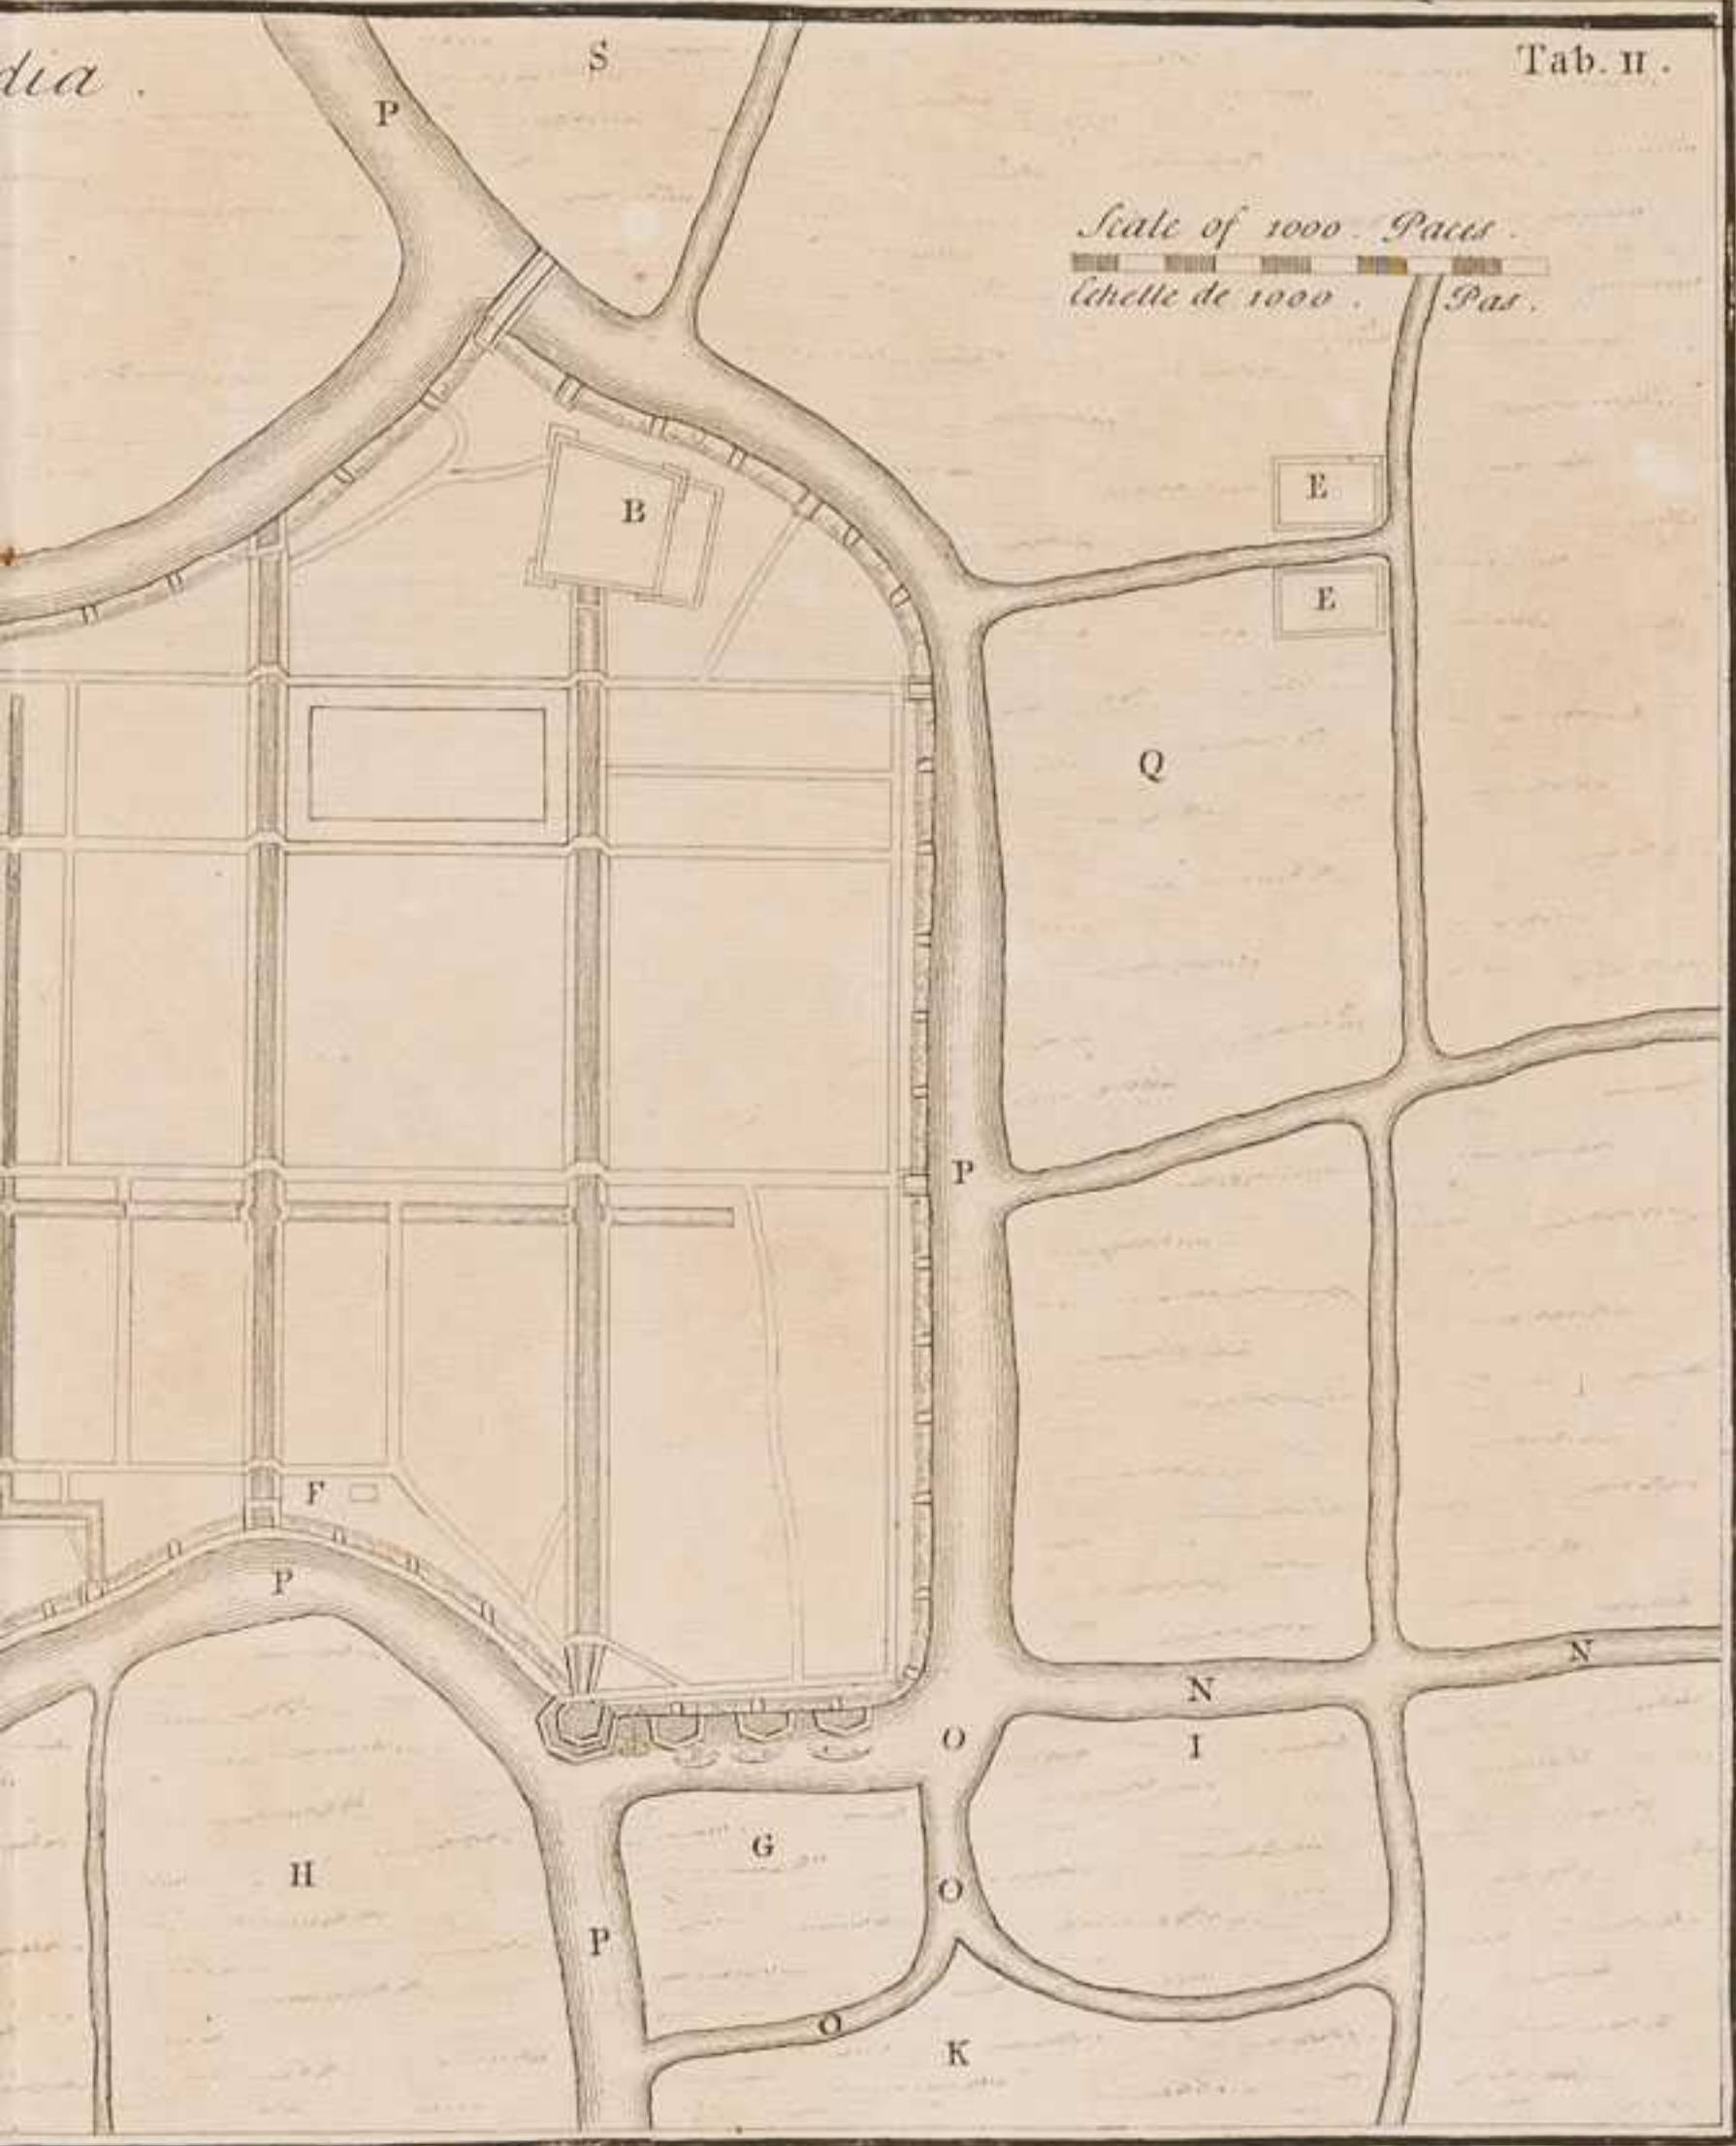 dia.
P
S
Tab. II.
Scale of 1000. Paces.
Echelle de 1000. Pas.
B
E
E
Q
P
F
P
N
N
O
I
G
H
O
P
O
K